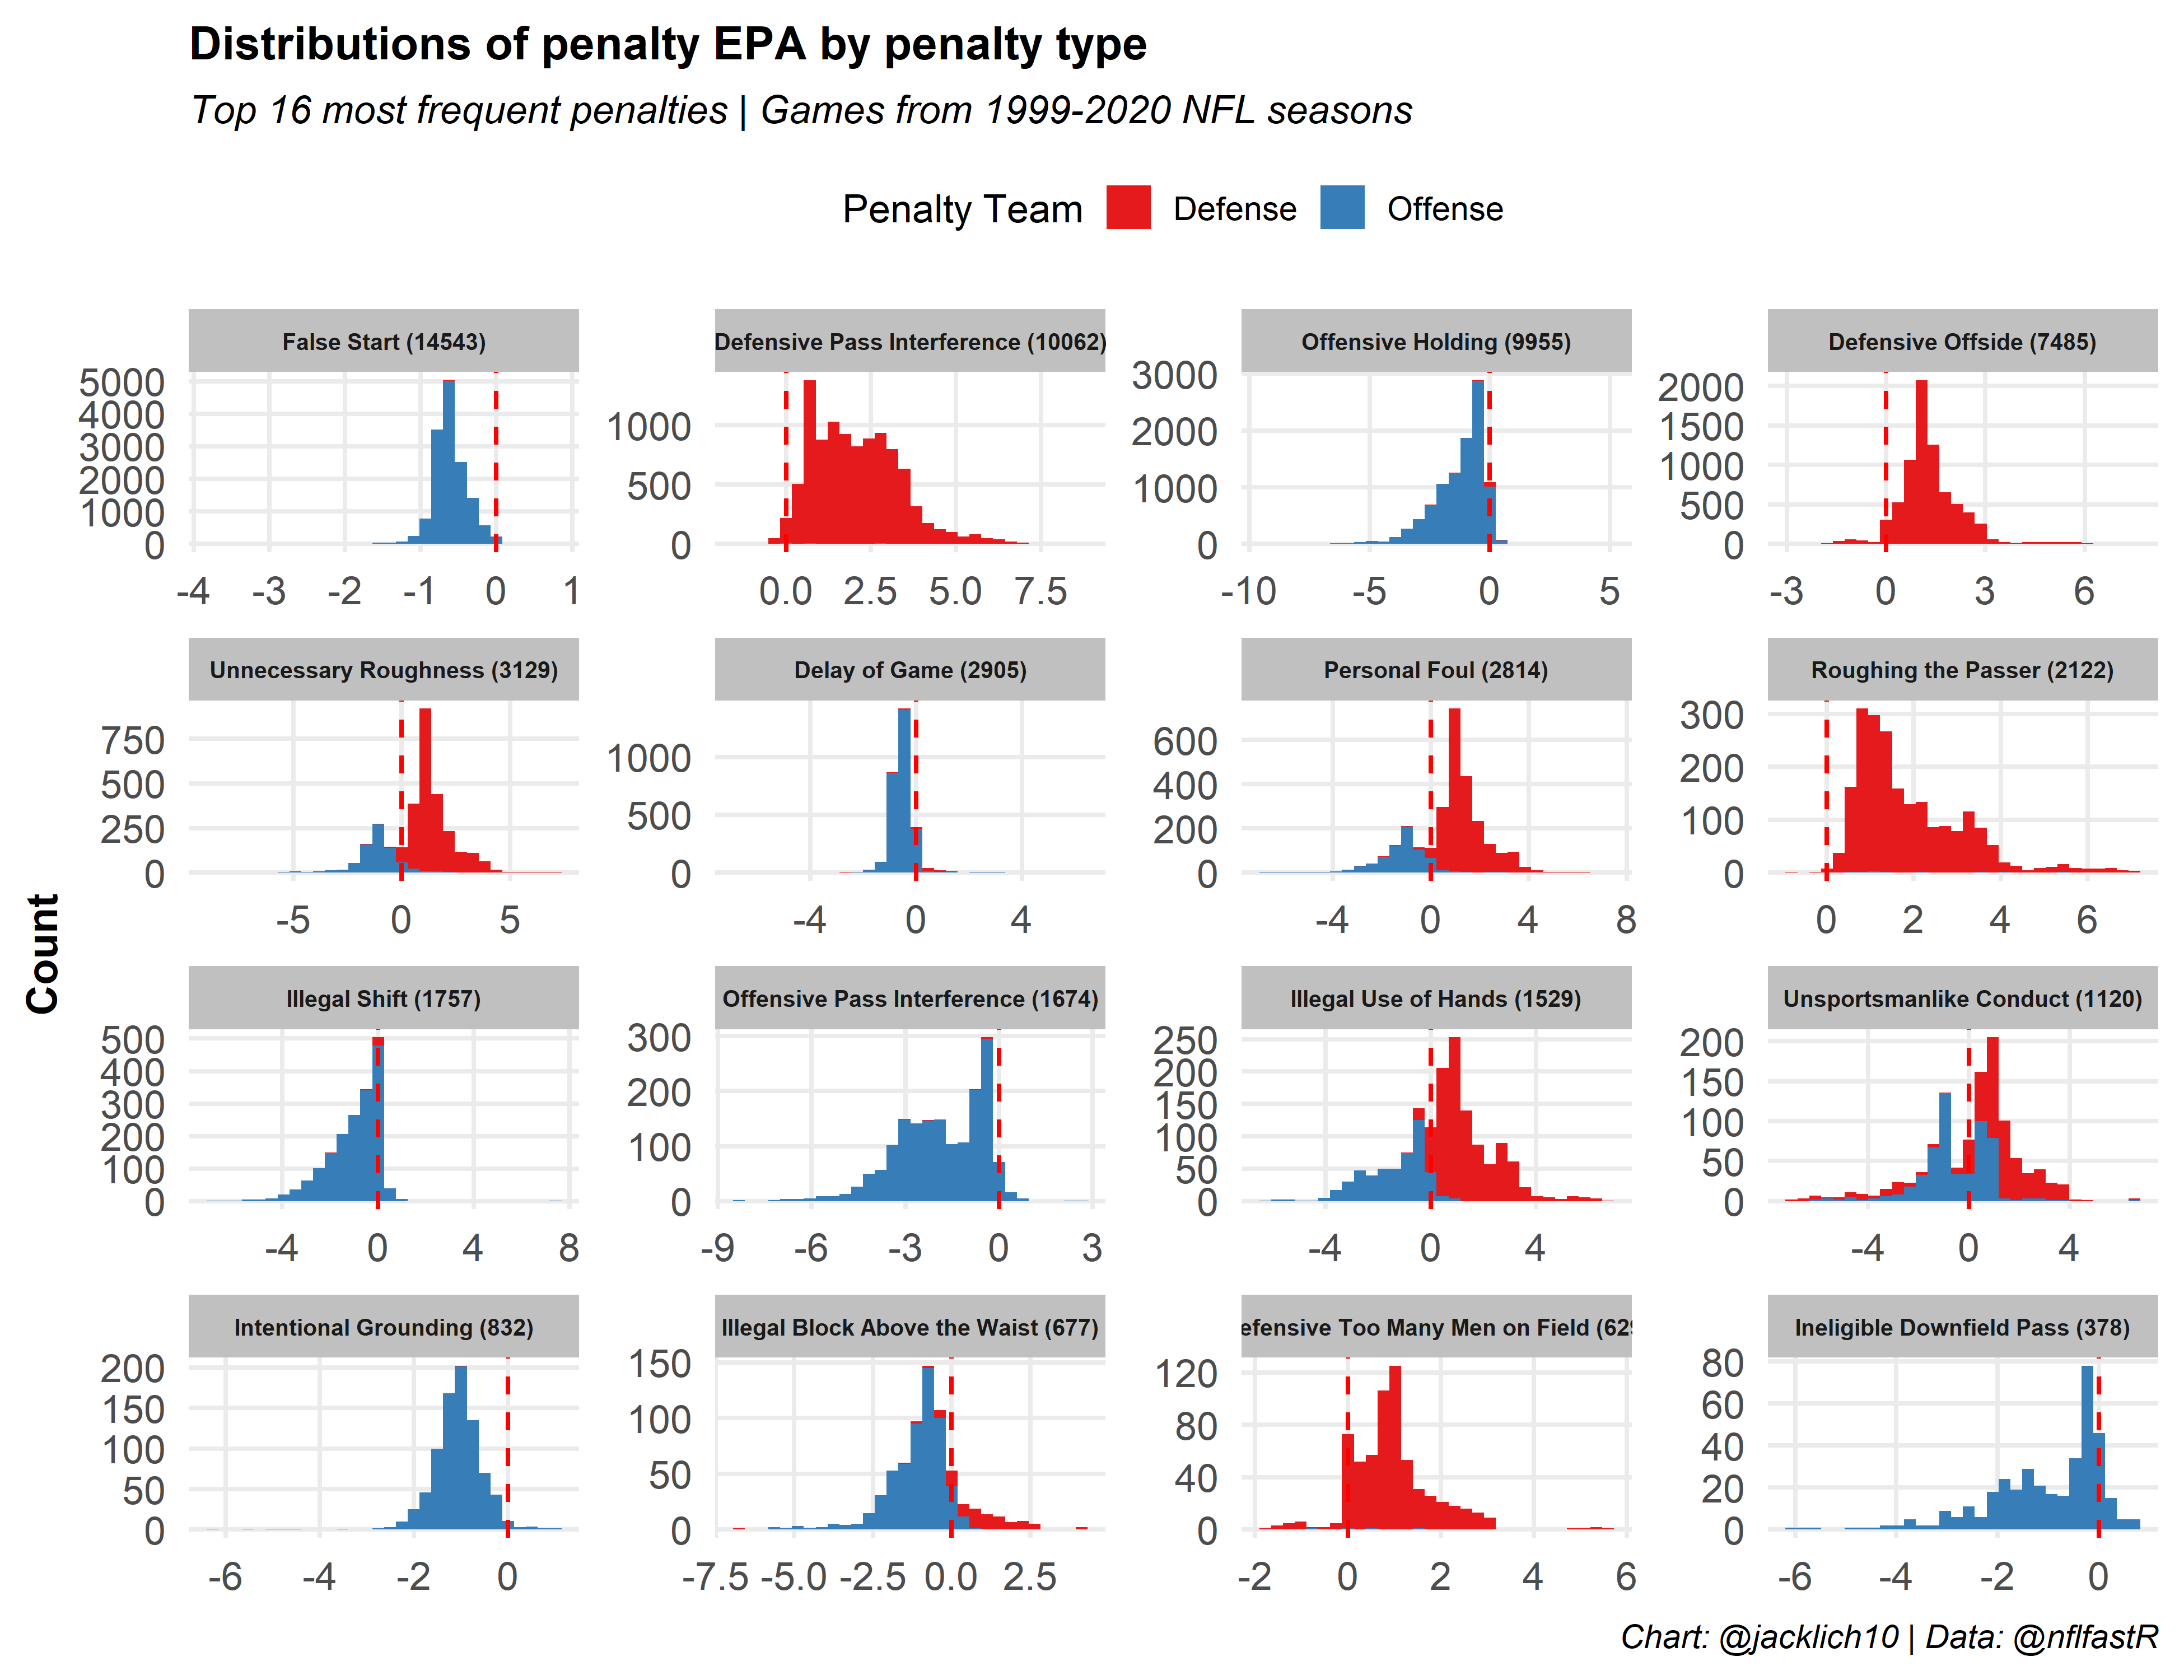 Distributions of penalty EPA by penalty type
Top 16 most frequent penalties | Games from 1999-2020 NFL seasons
Penalty Team Defense Offense
False Start (14543)
5000
4000
3000
2000
1000
0
-4 -3 -2 -1 0 1
Defensive Pass Interference (10062)
1000
500
0
0.0 2.5 5.0 7.5
Offensive Holding (9955)
3000
2000
1000
0
-10 -5 0 5
Defensive Offside (7485)
2000
1500
1000
500
0
-3 0 3 6
Unnecessary Roughness (3129)
750
500
250
0
-5 0 5
Delay of Game (2905)
1000
500
0
-4 0 4
Personal Foul (2814)
600
400
200
0
-4 0 4 8
Roughing the Passer (2122)
300
200
100
0
0 2 4 6
Count
Illegal Shift (1757)
500
400
300
200
100
0
-4 0 4 8
Offensive Pass Interference (1674)
300
200
100
0
-9 -6 -3 0 3
Illegal Use of Hands (1529)
250
200
150
100
50
0
-4 0 4
Unsportsmanlike Conduct (1120)
200
150
100
50
0
-4 0 4
Intentional Grounding (832)
200
150
100
50
0
-6 -4 -2 0
Illegal Block Above the Waist (677)
150
100
50
0
-7.5 -5.0 -2.5 0.0 2.5
efensive Too Many Men on Field (629
120
80
40
0
-2 0 2 4 6
Ineligible Downfield Pass (378)
80
60
40
20
0
-6 -4 -2 0
Chart: @jacklich10 | Data: @nflfastR